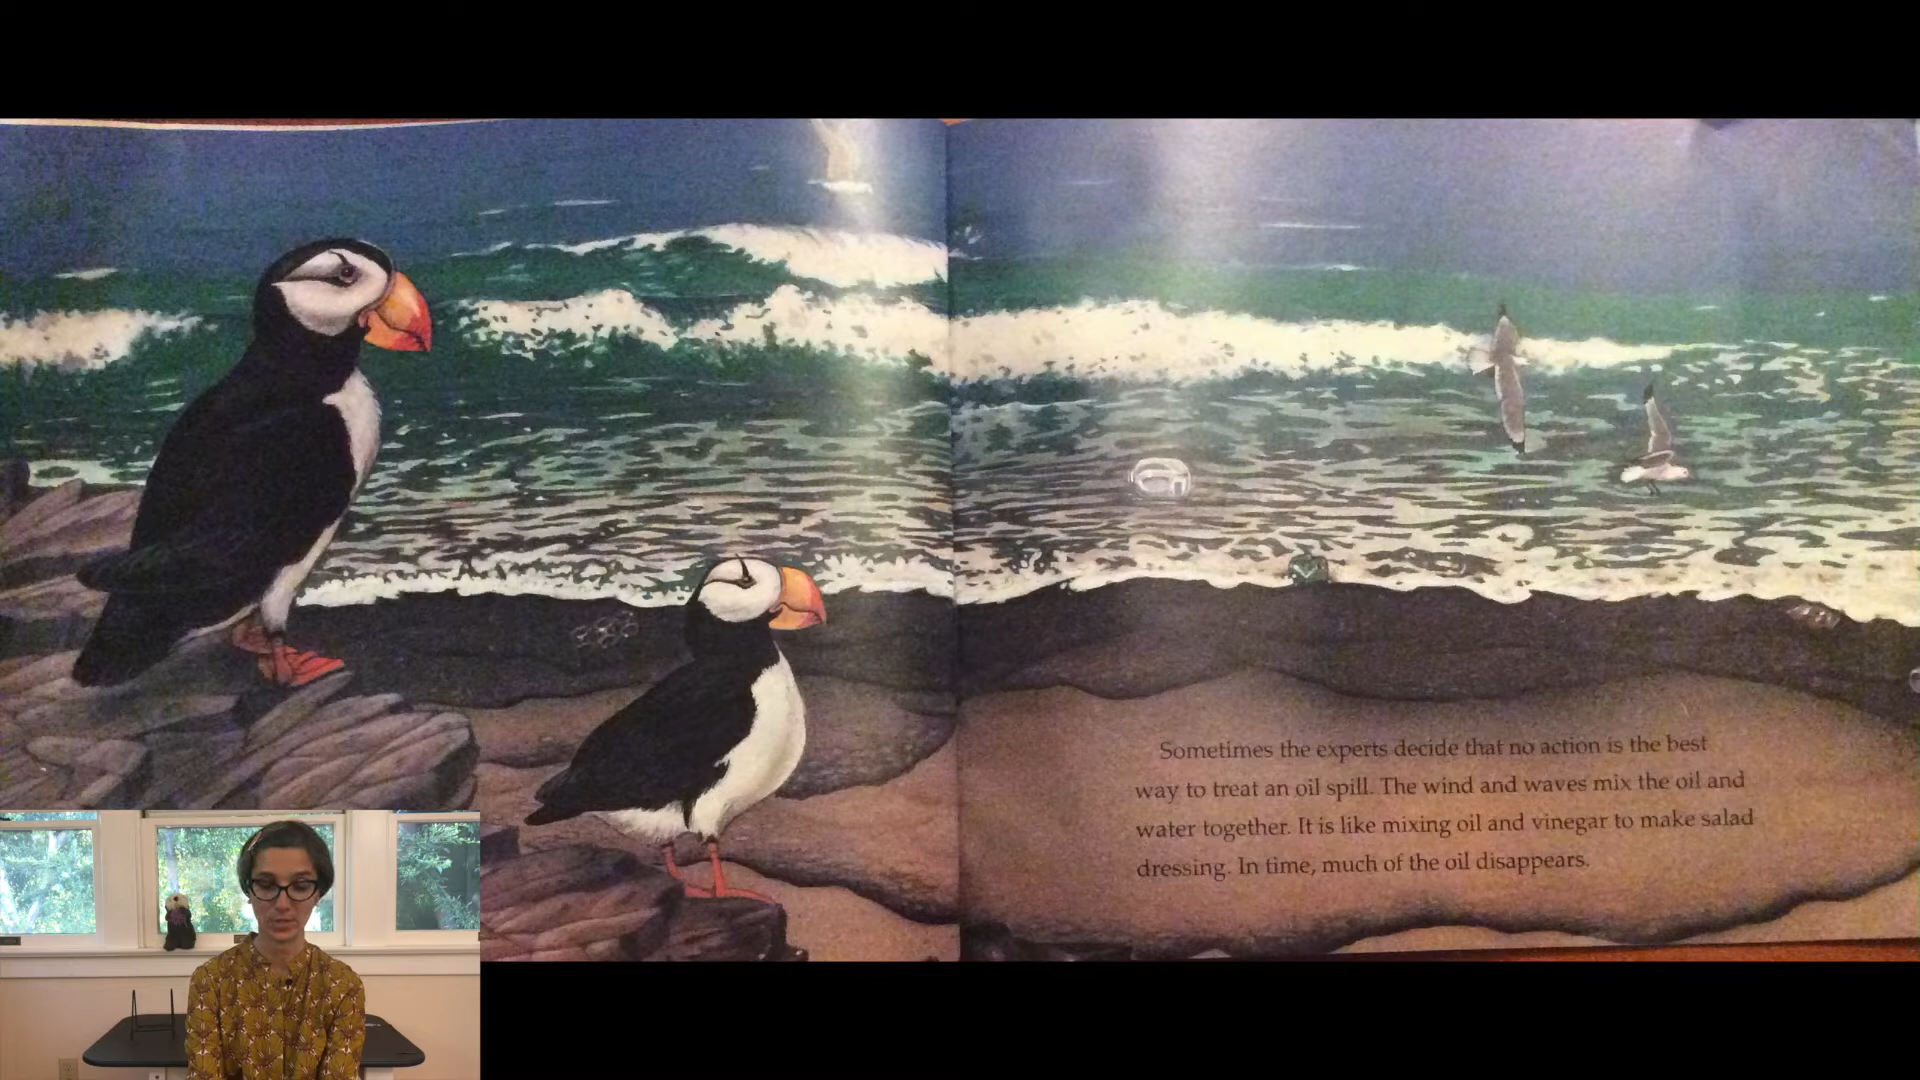 Sometimes the experts decide that no action is the best
way to treat an oil spill. The wind and waves mix the oil and
water together. It is like mixing oil and vinegar to make salad
dressing. In time, much of the oil disappears.